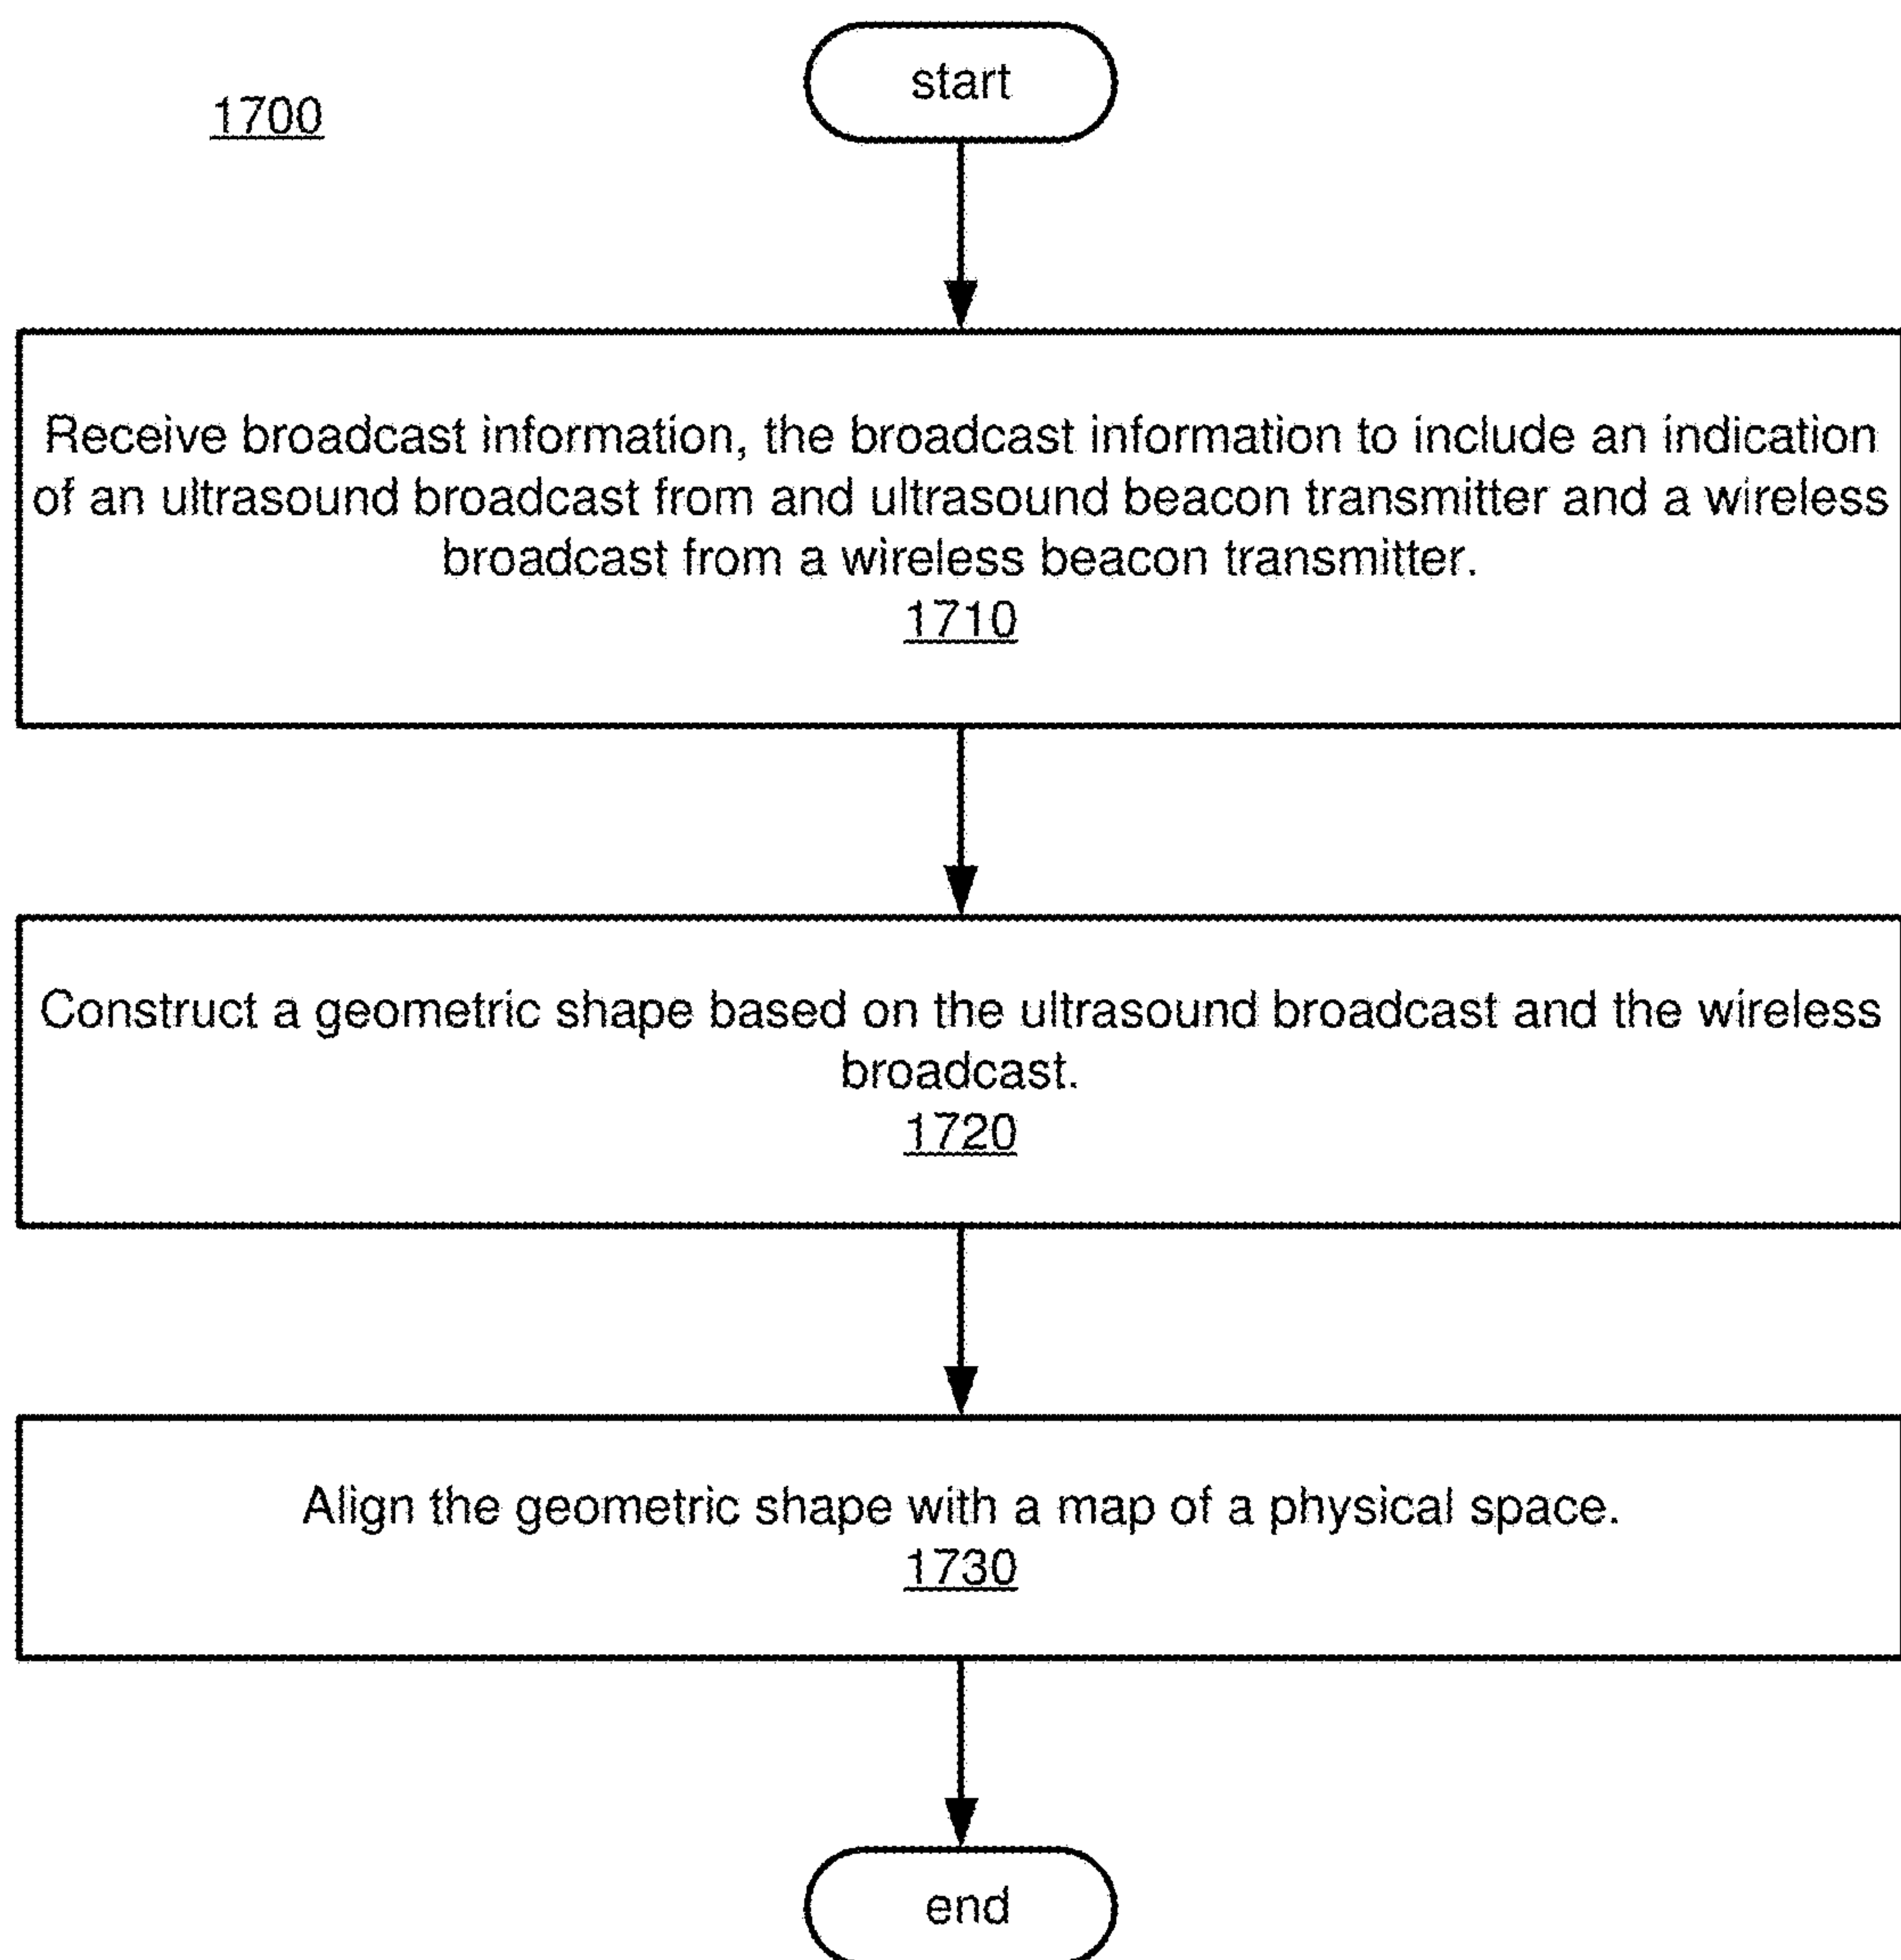 start
1700
Receive broadcast information, the broadcast information to include an indication
of an ultrasound broadcast from and ultrasound beacon transmitter and a wireless
broadcast from a wireless beacon transmitter.
1710
Construct a geometric shape based on the ultrasound broadcast and the wireless
broadcast.
1720
Align the geometric shape with a map of a physical space.
1730
end